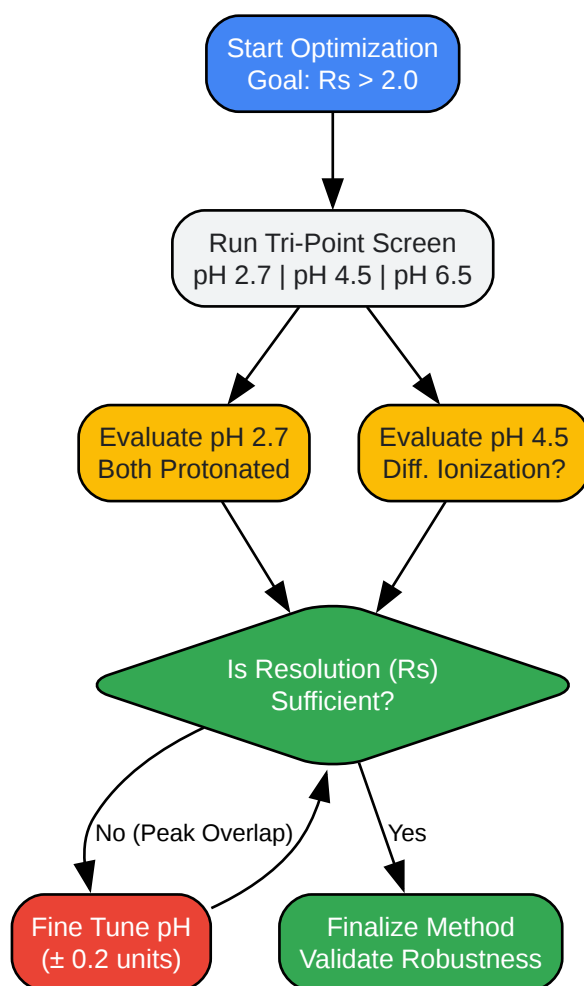 Start Optimization
Goal: Rs > 2.0
Run Tri-Point Screen
pH 2.7 | pH 4.5 | pH 6.5
Evaluate pH 2.7
Both Protonated
Evaluate pH 4.5
Diff. Ionization?
Is Resolution (Rs)
Sufficient?
No (Peak Overlap)
Yes
Fine Tune pH
(± 0.2 units)
Finalize Method
Validate Robustness